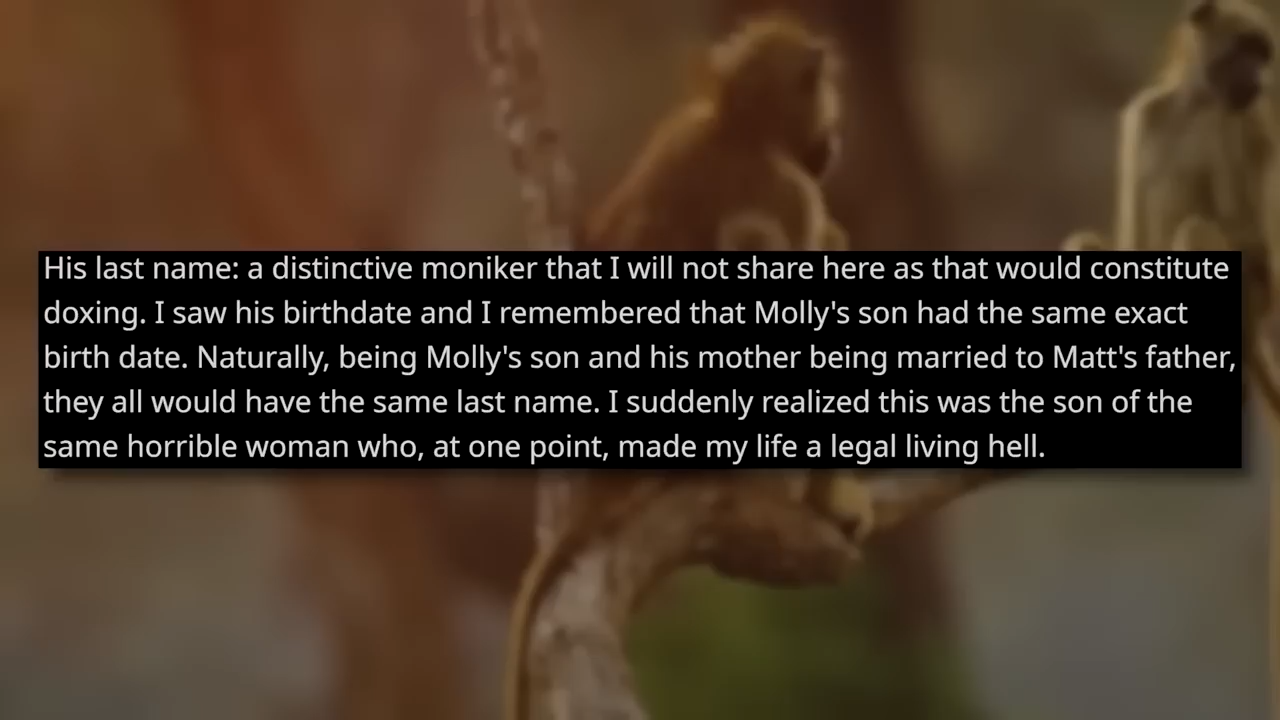 His last name: a distinctive moniker that I will not share here as that would constitute
doxing. I saw his birthdate and I remembered that Molly's son had the same exact
birth date. Naturally, being Molly's son and his mother being married to Matt's father,
they all would have the same last name. I suddenly realized this was the son of the
same horrible woman who, at one point, made my life a legal living hell.